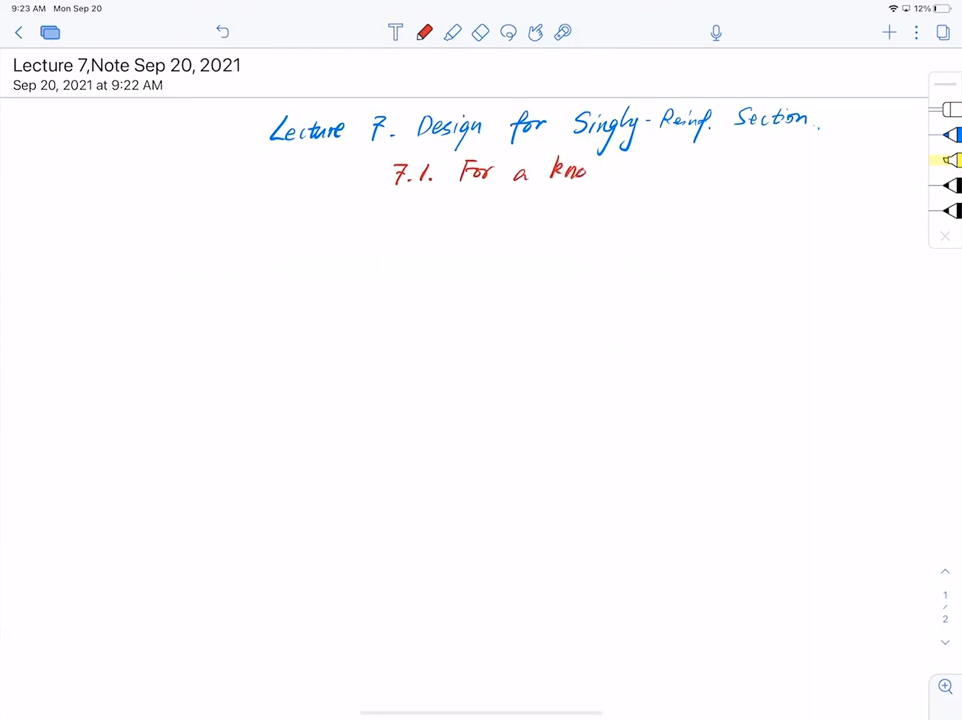 9:23 AM Mon Sep 20
12%
T
Lecture 7,Note Sep 20, 2021
Sep 20, 2021 at 9:22 AM
Lecture 7. Design for Singly-Reinf. Section.
7.1. For a kno
1
/
2